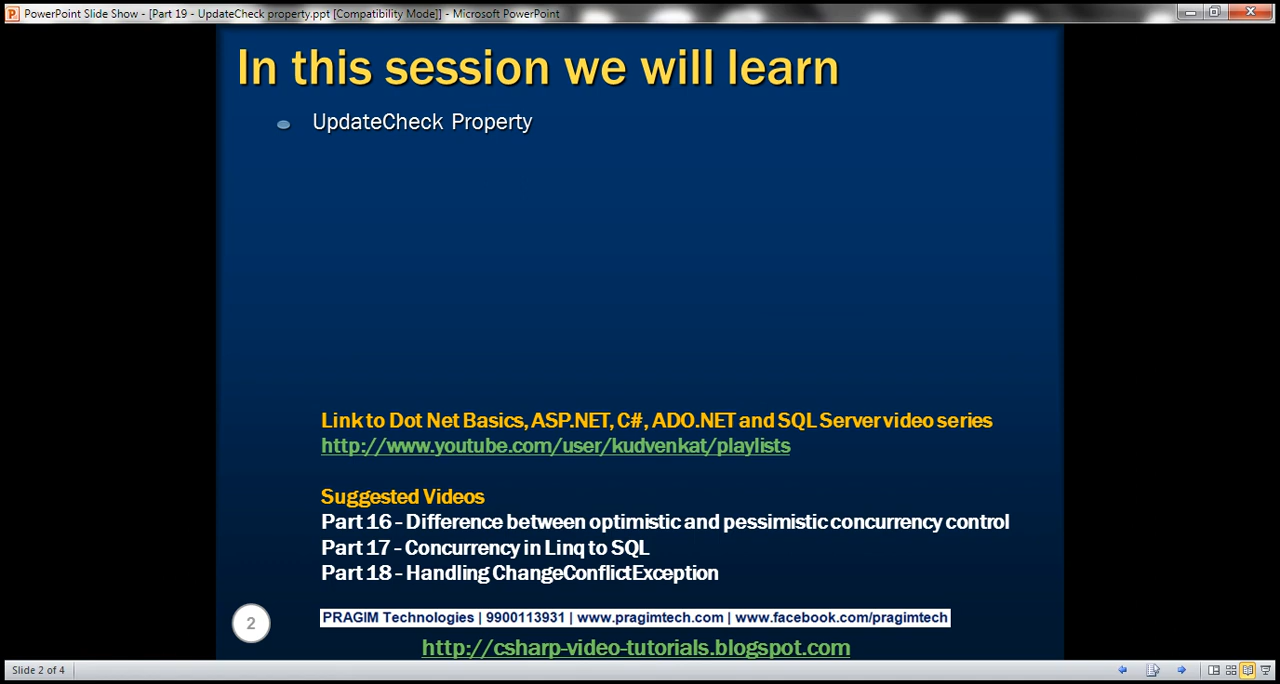 PowerPoint Slide Show - [Part 19 - UpdateCheck property.ppt [Compatibility Mode]] - Microsoft PowerPoint
In this session we will learn
UpdateCheck Property
Link to Dot Net Basics, ASP.NET, C#, ADO.NET and SQL Server video series
http://www.youtube.com/user/kudvenkat/playlists
Suggested Videos
Part 16 - Difference between optimistic and pessimistic concurrency control
Part 17 - Concurrency in Linq to SQL
Part 18 - Handling ChangeConflictException
2
PRAGIM Technologies | 9900113931 | www.pragimtech.com | www.facebook.com/pragimtech
http://csharp-video-tutorials.blogspot.com
Slide 2 of 4